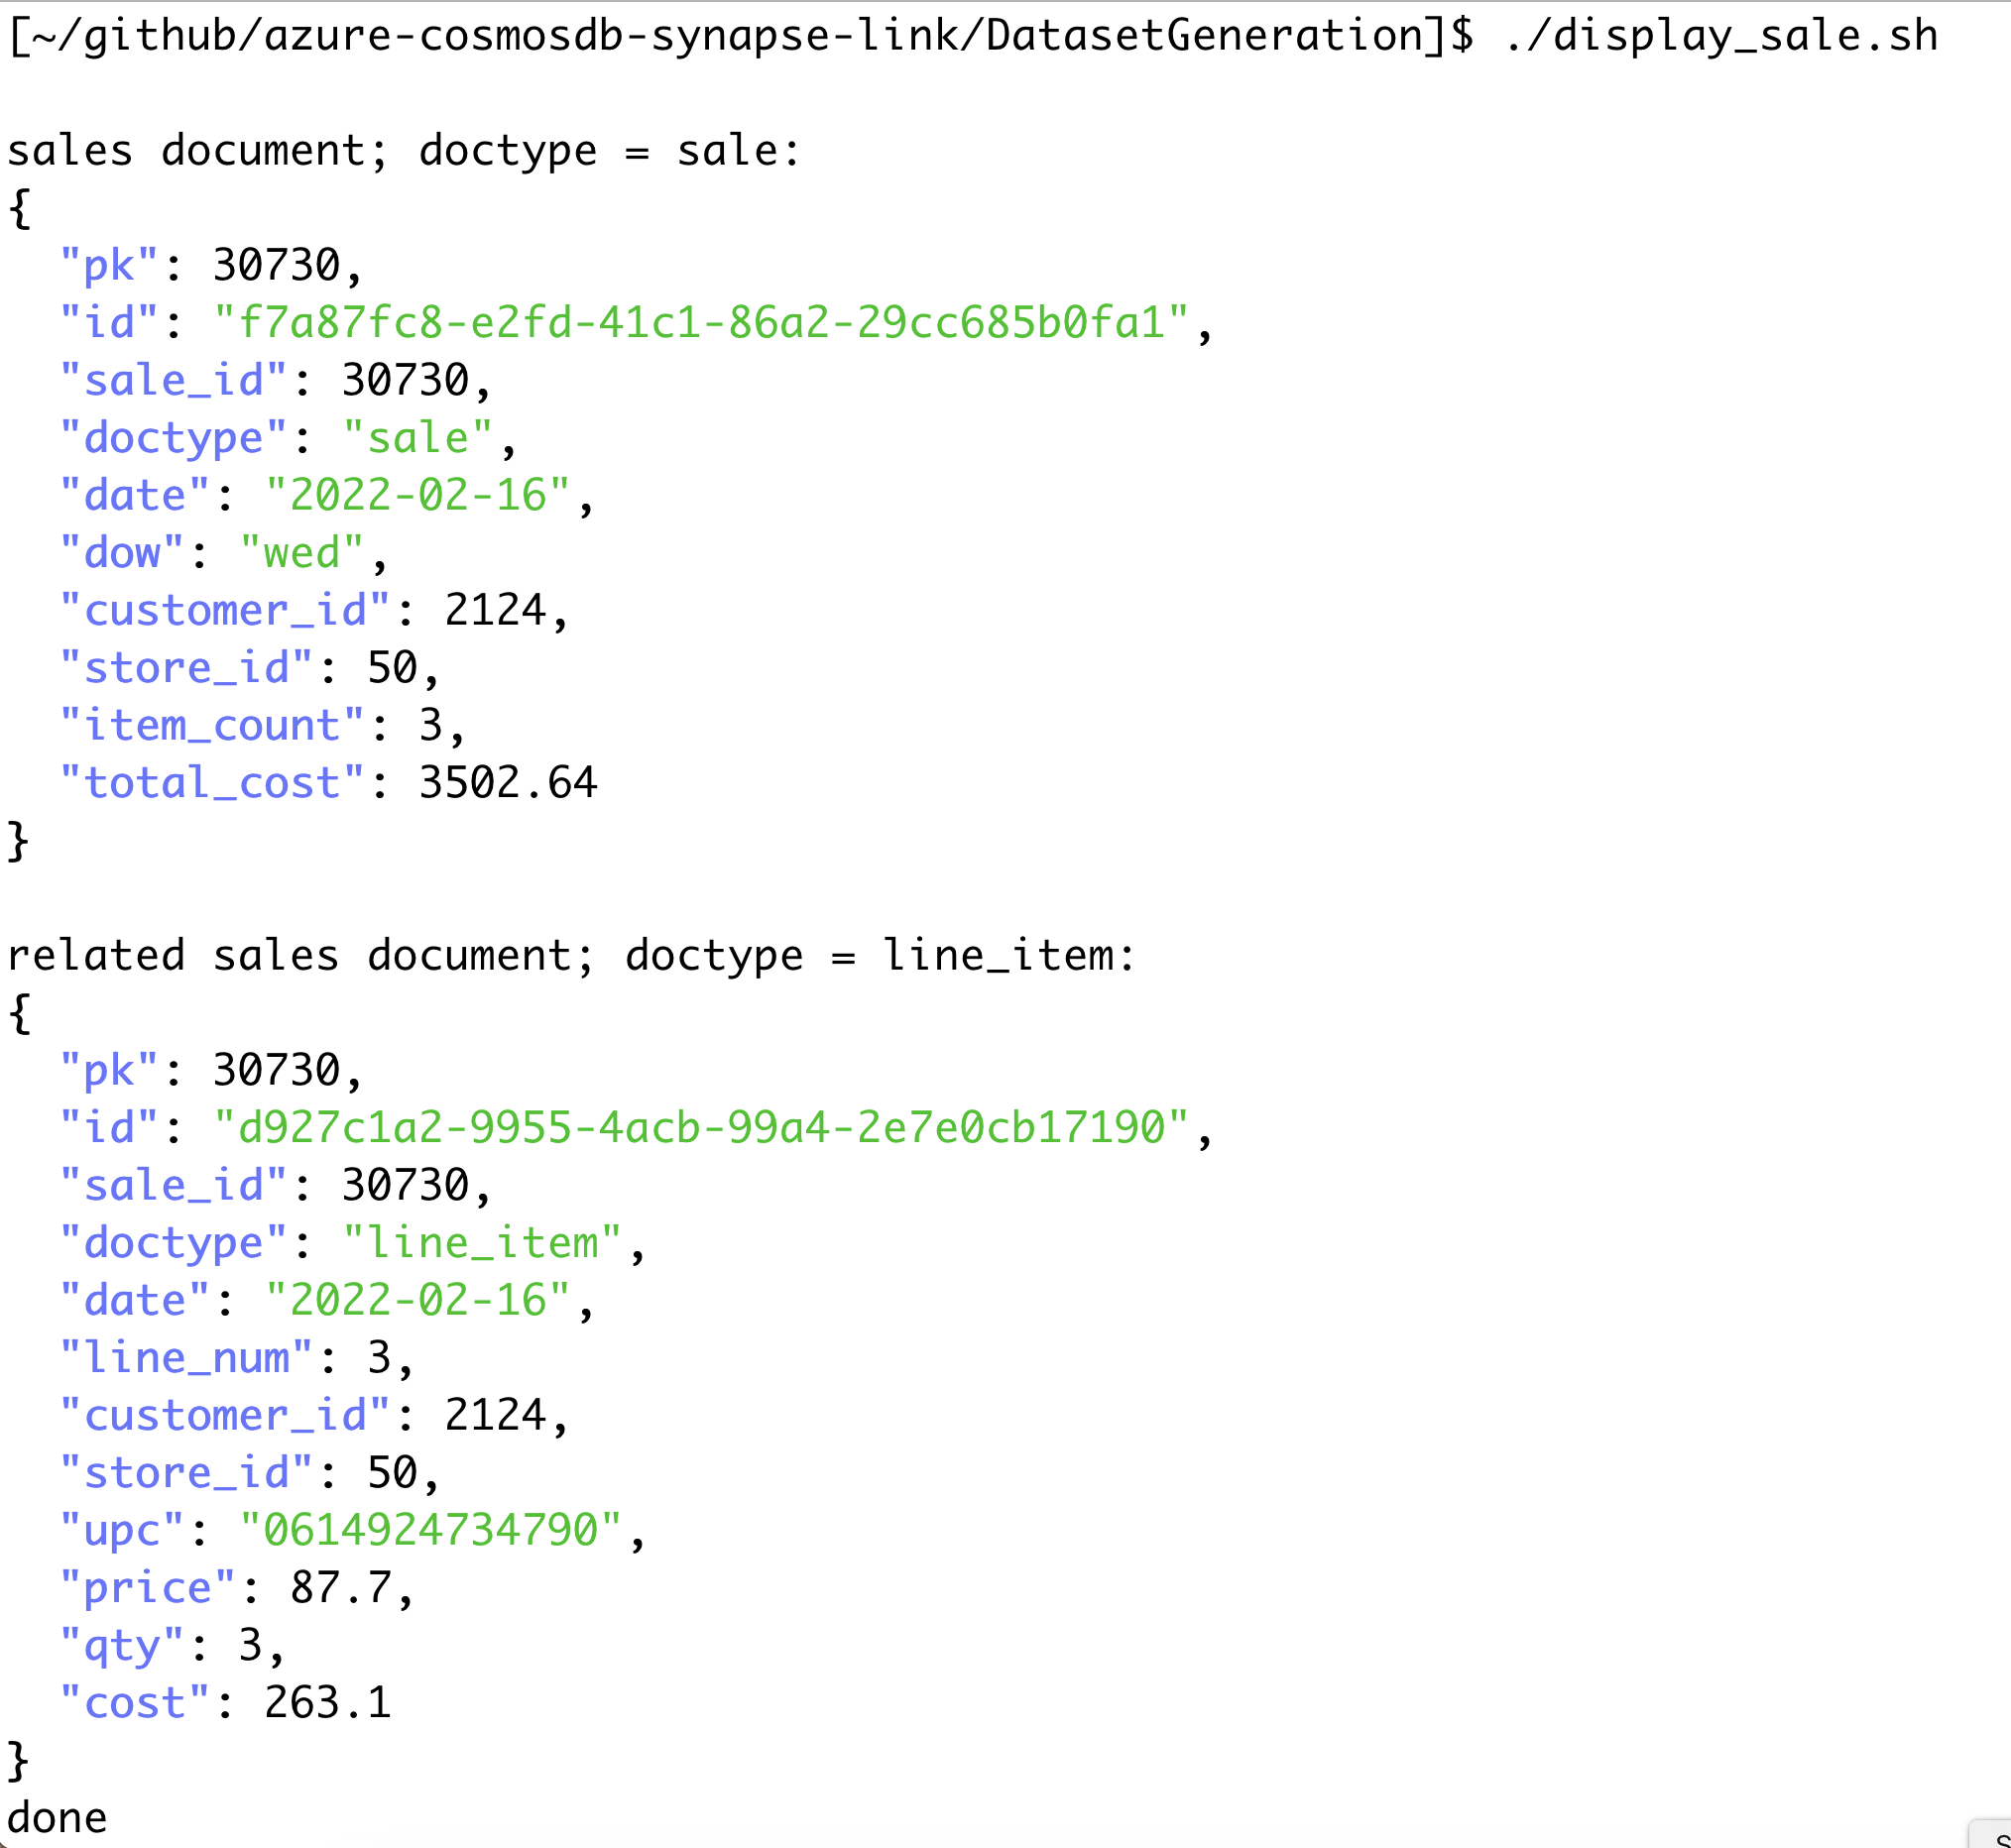 [~/github/azure-cosmosdb-synapse-link/DatasetGeneration]$ ./display_sale.sh
sales document; doctype = sale:
{
  "pk": 30730,
  "id": "f7a87fc8-e2fd-41c1-86a2-29cc685b0fa1",
  "sale_id": 30730,
  "doctype": "sale",
  "date": "2022-02-16",
  "dow": "wed",
  "customer_id": 2124,
  "store_id": 50,
  "item_count": 3,
  "total_cost": 3502.64
}
related sales document; doctype = line_item:
{
  "pk": 30730,
  "id": "d927c1a2-9955-4acb-99a4-2e7e0cb17190",
  "sale_id": 30730,
  "doctype": "line_item",
  "date": "2022-02-16",
  "line_num": 3,
  "customer_id": 2124,
  "store_id": 50,
  "upc": "0614924734790",
  "price": 87.7,
  "qty": 3,
  "cost": 263.1
}
done